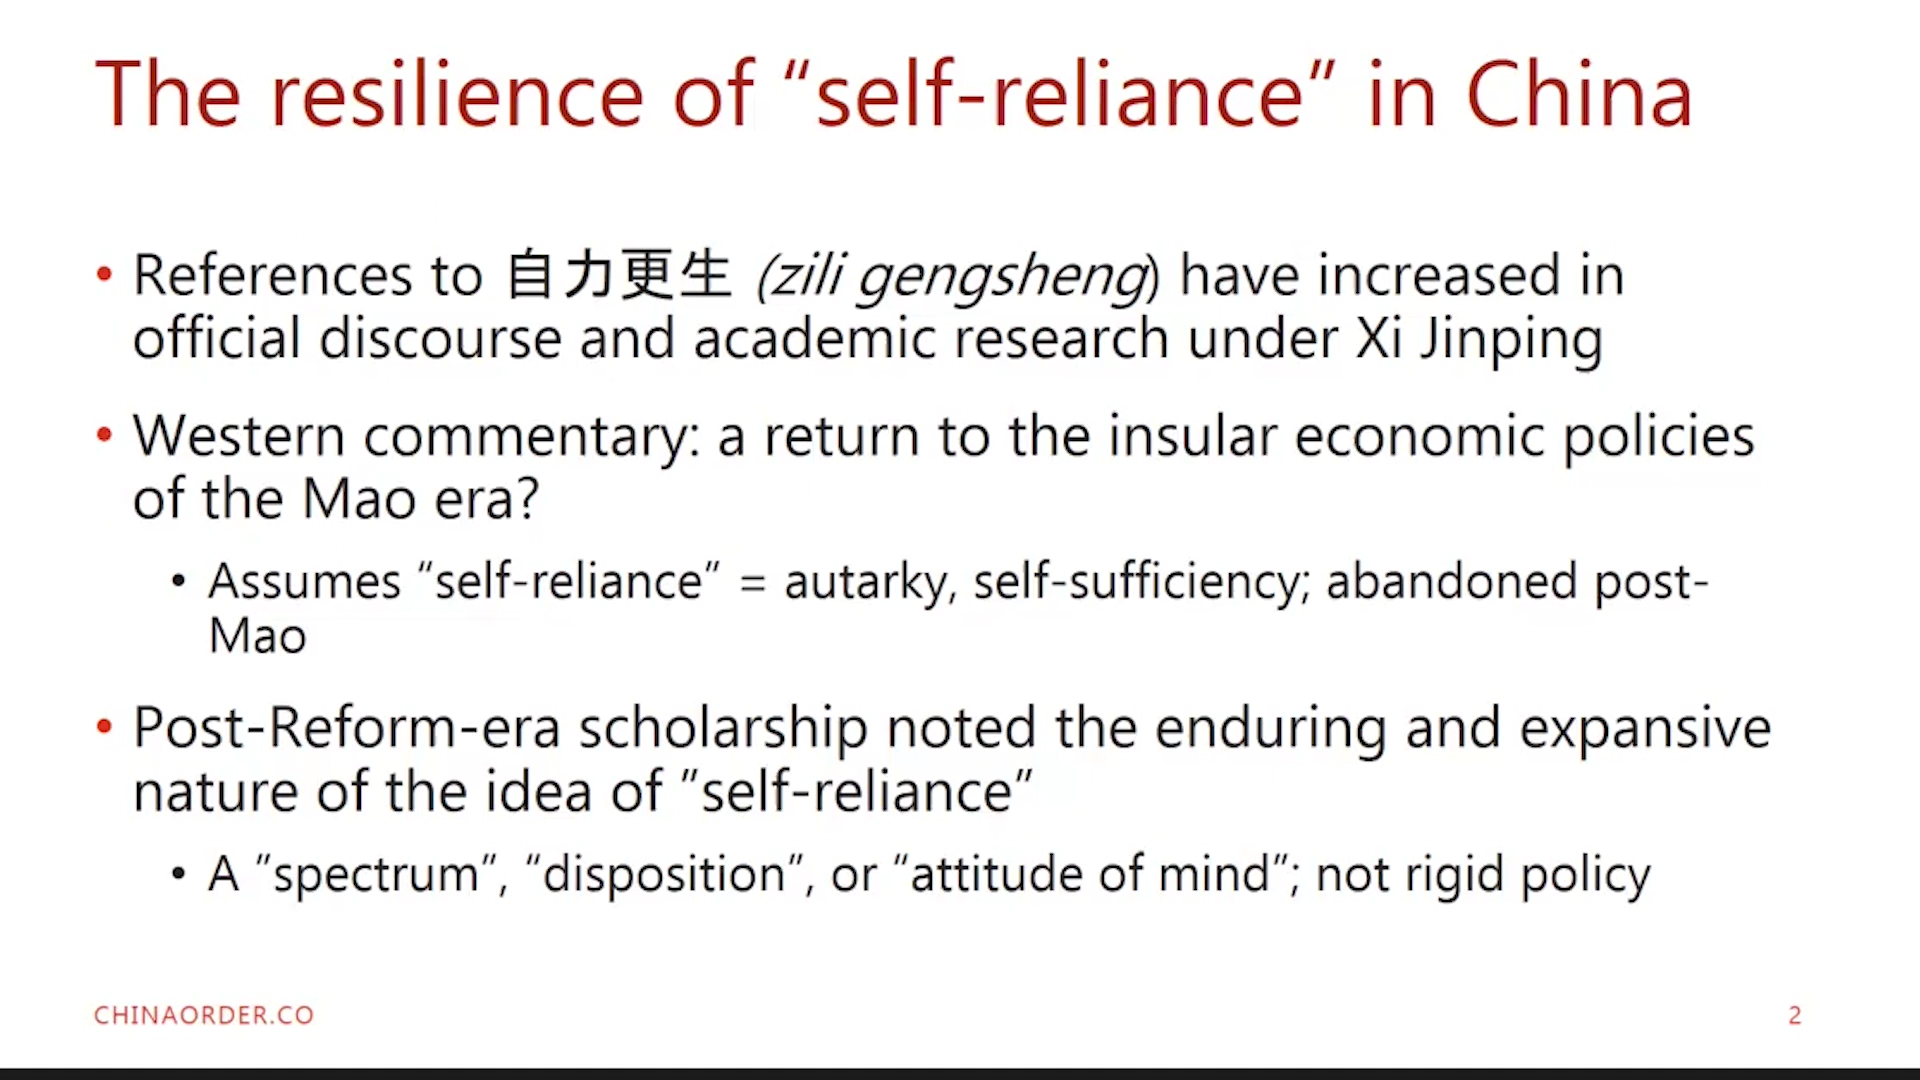 The resilience of “self-reliance” in China
• References to 自力更生 (zili gengsheng) have increased in
official discourse and academic research under Xi Jinping
• Western commentary: a return to the insular economic policies
of the Mao era?
• Assumes “self-reliance” = autarky, self-sufficiency; abandoned post-
Mao
• Post-Reform-era scholarship noted the enduring and expansive
nature of the idea of ”self-reliance”
• A ”spectrum”, “disposition”, or “attitude of mind”; not rigid policy
CHINAORDER.CO
2